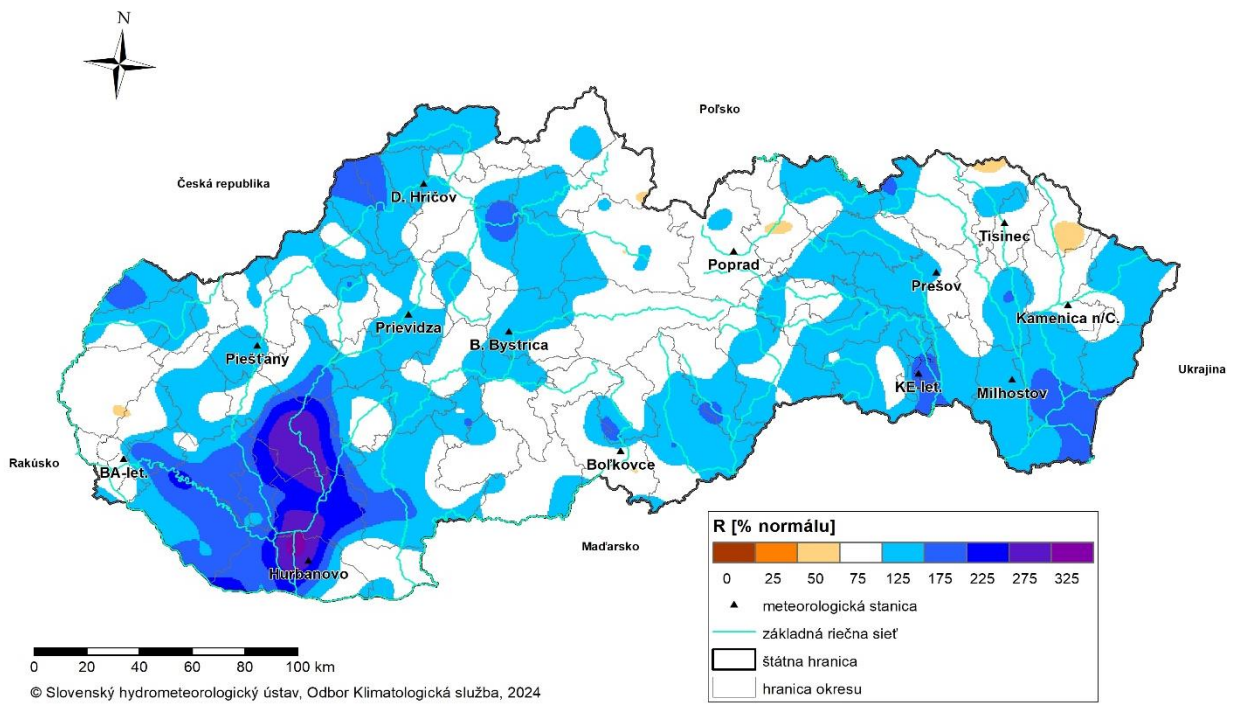 N
Poľsko
Česká republika
D. Hričov
Tisinec
Poprad
Prešov
Prievidza
B. Bystrica
Kamenica n/C.
Piešťany
Ukrajina
KE-let.
Milhostov
Rakúsko
BA-let.
Boľkovce
Maďarsko
Hurbanovo
R [% normálu]
0 25 50 75 125 175 225 275 325
meteorologická stanica
základná riečna sieť
štátna hranica
hranica okresu
0 20 40 60 80 100 km
© Slovenský hydrometeorologický ústav, Odbor Klimatologická služba, 2024